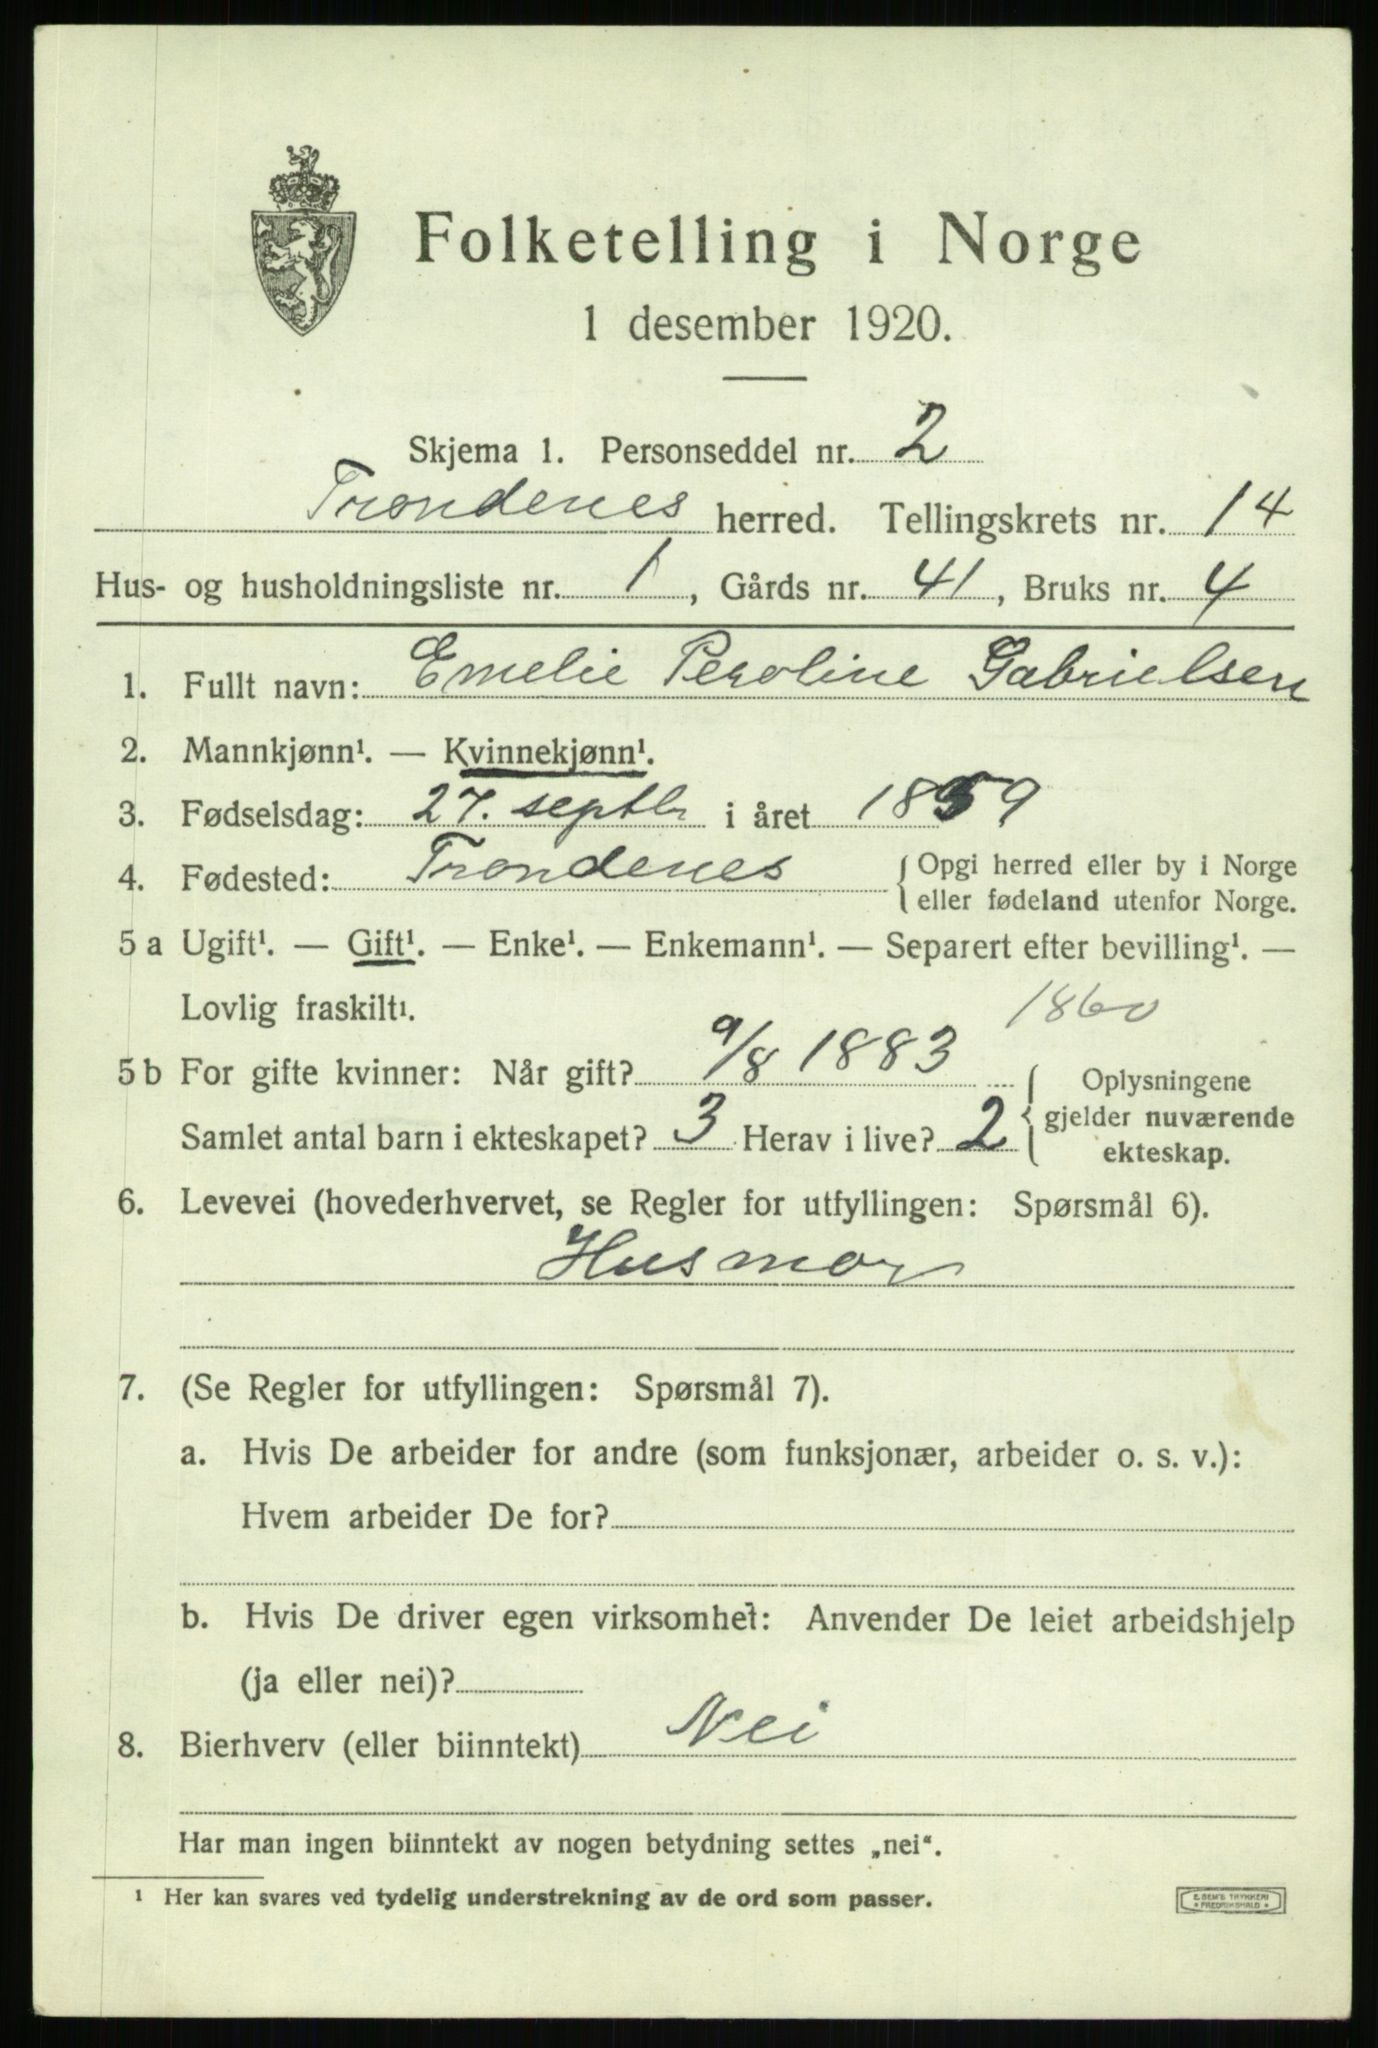 Folketelling i Norge
1 desember 1920.
Skjema 1. Personseddel nr. 2
Trondenes herred. Tellingskrets nr. 14
Hus- og husholdningsliste nr. 1, Gårds nr. 41, Bruks nr. 4
1. Fullt navn: Emelie Peroline Gabrielsen
2. Mannkjønn¹. — Kvinnekjønn¹.
3. Fødselsdag: 27. septbr i året 1859
4. Fødested: Trondenes { Opgi herred eller by i Norge
eller fødeland utenfor Norge.
5 a Ugift¹. — Gift¹. — Enke¹. — Enkemann¹. — Separert efter bevilling¹. —
Lovlig fraskilt¹. 1860
5 b For gifte kvinner: Når gift? 9/8 1883 { Oplysningene
gjelder nuværende
Samlet antal barn i ekteskapet? 3 Herav i live? 2
ekteskap.
6. Levevei (hovederhvervet, se Regler for utfyllingen: Spørsmål 6).
Husmor
7. (Se Regler for utfyllingen: Spørsmål 7).
a. Hvis De arbeider for andre (som funksjonær, arbeider o. s. v.):
Hvem arbeider De for?
b. Hvis De driver egen virksomhet: Anvender De leiet arbeidshjelp
(ja eller nei)?
8. Bierhverv (eller biinntekt) Nei
Har man ingen biinntekt av nogen betydning settes „nei“.
¹ Her kan svares ved tydelig understrekning av de ord som passer.
E. SEM'S TRYKKERI
* FREDRIKSHALD *